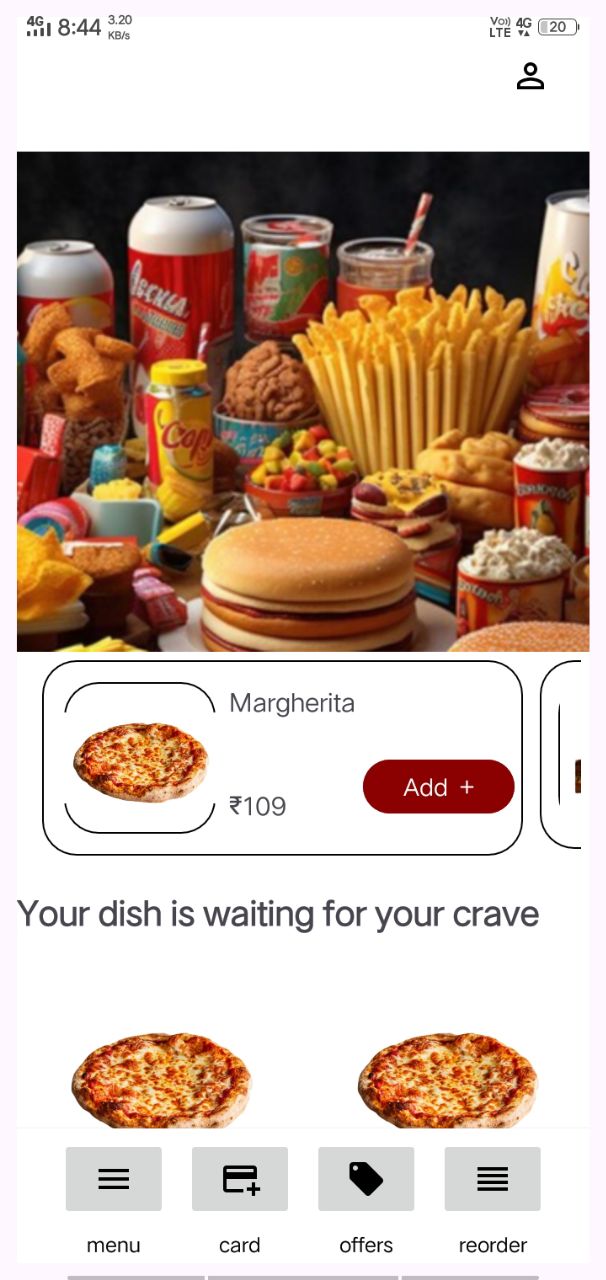 4G 8:44 3.20 KB/s
Vo)) LTE 4G 20
Cap
Margherita
₹109
Add +
Your dish is waiting for your crave
menu card offers reorder